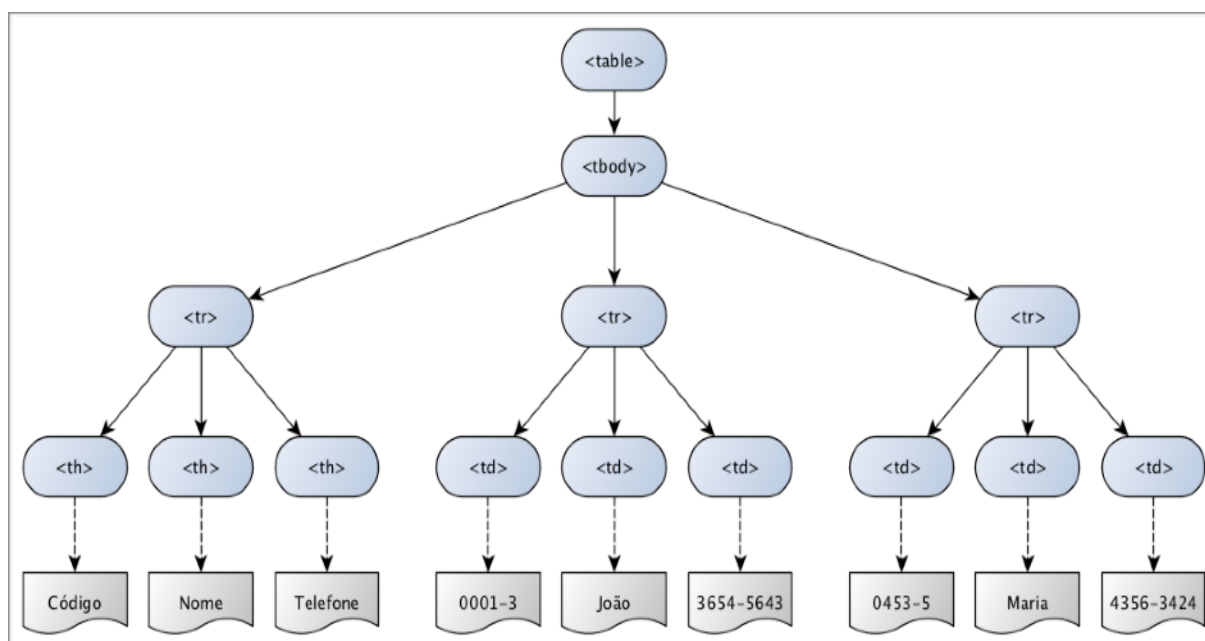 <table>
<tbody>
<tr> <tr> <tr>
<th> <th> <th> <td> <td> <td> <td> <td> <td>
Código Nome Telefone 0001-3 João 3654-5643 0453-5 Maria 4356-3424